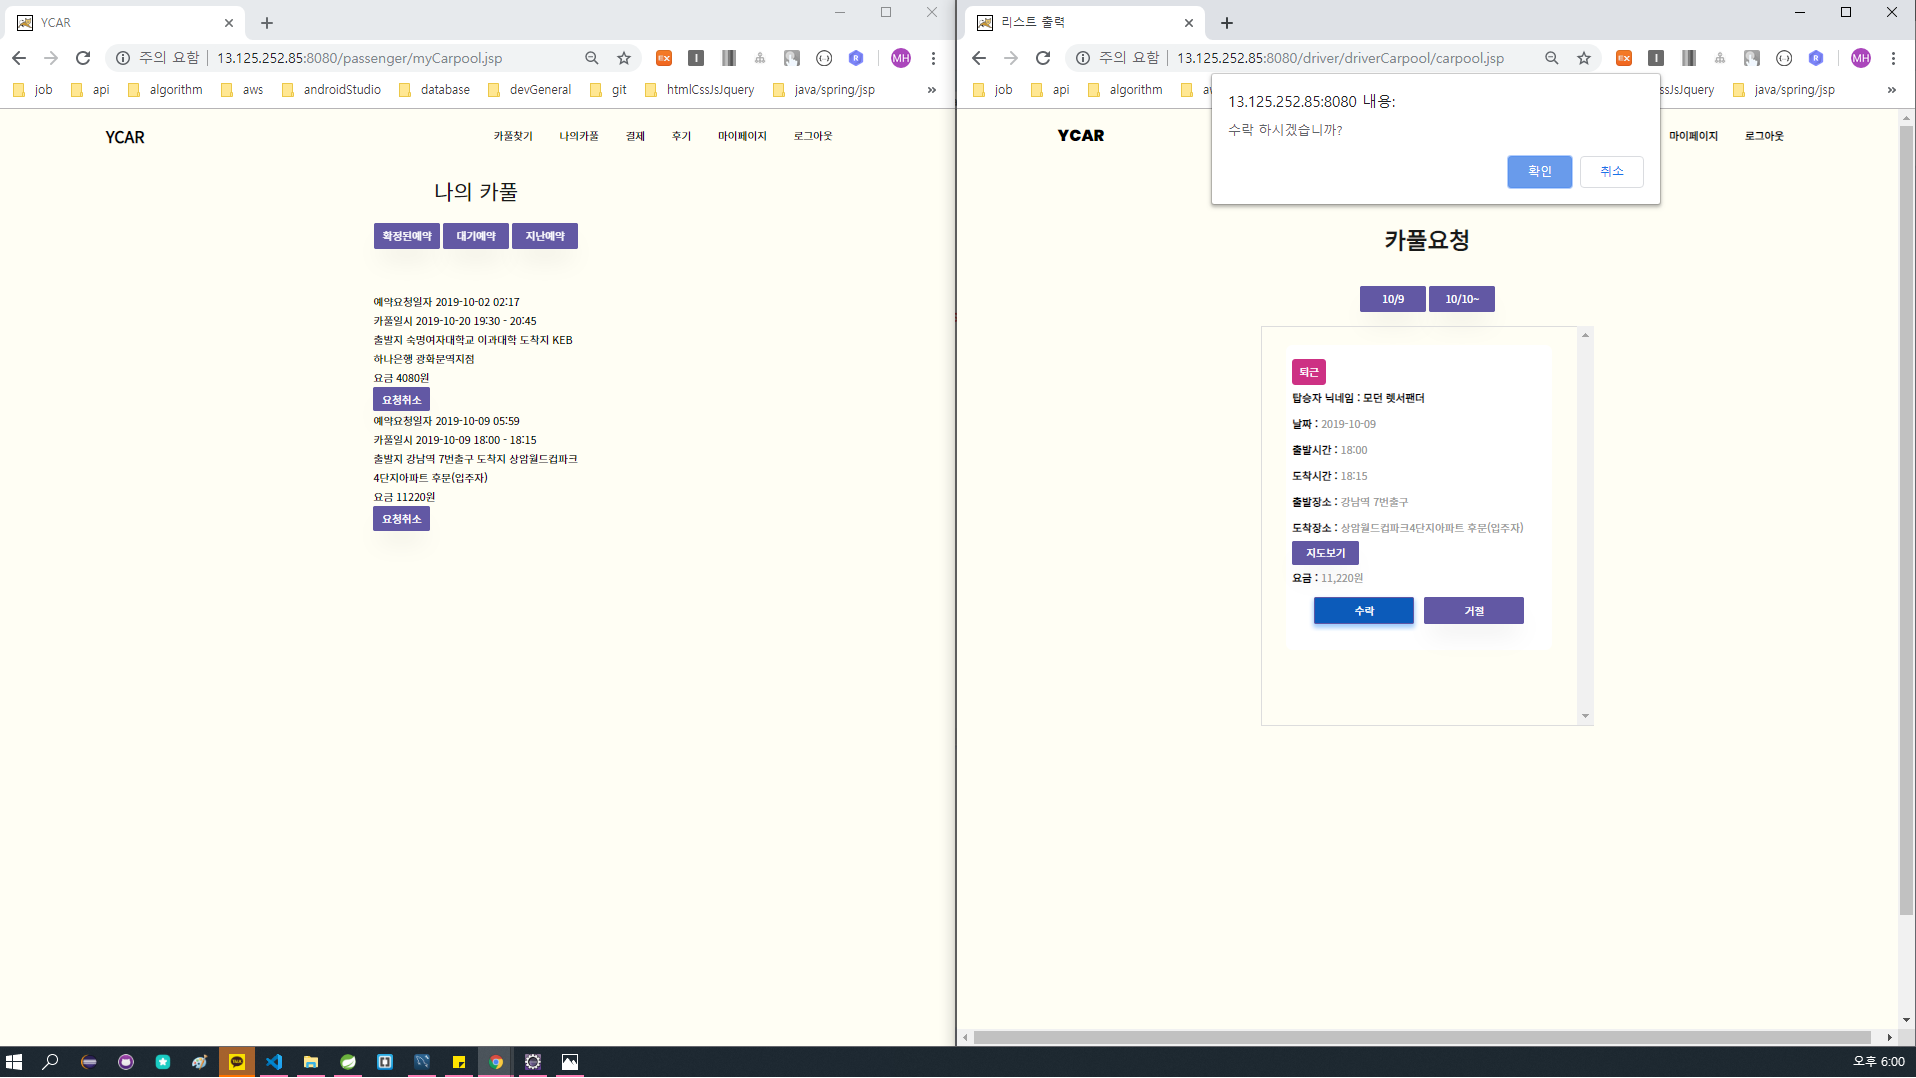 YCAR
주의 요함 | 13.125.252.85:8080/passenger/myCarpool.jsp
EX
R
MH
job api algorithm aws androidStudio database devGeneral git htmlCssJsJquery java/spring/jsp »
YCAR 카풀찾기 나의카풀 결제 후기 마이페이지 로그아웃
나의 카풀
확정된예약 대기예약 지난예약
예약요청일자 2019-10-02 02:17
카풀일시 2019-10-20 19:30 - 20:45
출발지 숙명여자대학교 이과대학 도착지 KEB
하나은행 광화문역지점
요금 4080원
요청취소
예약요청일자 2019-10-09 05:59
카풀일시 2019-10-09 18:00 - 18:15
출발지 강남역 7번출구 도착지 상암월드컵파크
4단지아파트 후문(입주자)
요금 11220원
요청취소
리스트 출력
주의 요함 | 13.125.252.85:8080/driver/driverCarpool/carpool.jsp
EX
R
MH
job api algorithm ssJsJquery java/spring/jsp »
13.125.252.85:8080 내용:
수락 하시겠습니까?
확인 취소
YCAR 마이페이지 로그아웃
카풀요청
10/9 10/10~
퇴근
탑승자 닉네임 : 모던 렛서팬더
날짜 : 2019-10-09
출발시간 : 18:00
도착시간 : 18:15
출발장소 : 강남역 7번출구
도착장소 : 상암월드컵파크4단지아파트 후문(입주자)
지도보기
요금 : 11,220원
수락 거절
오후 6:00